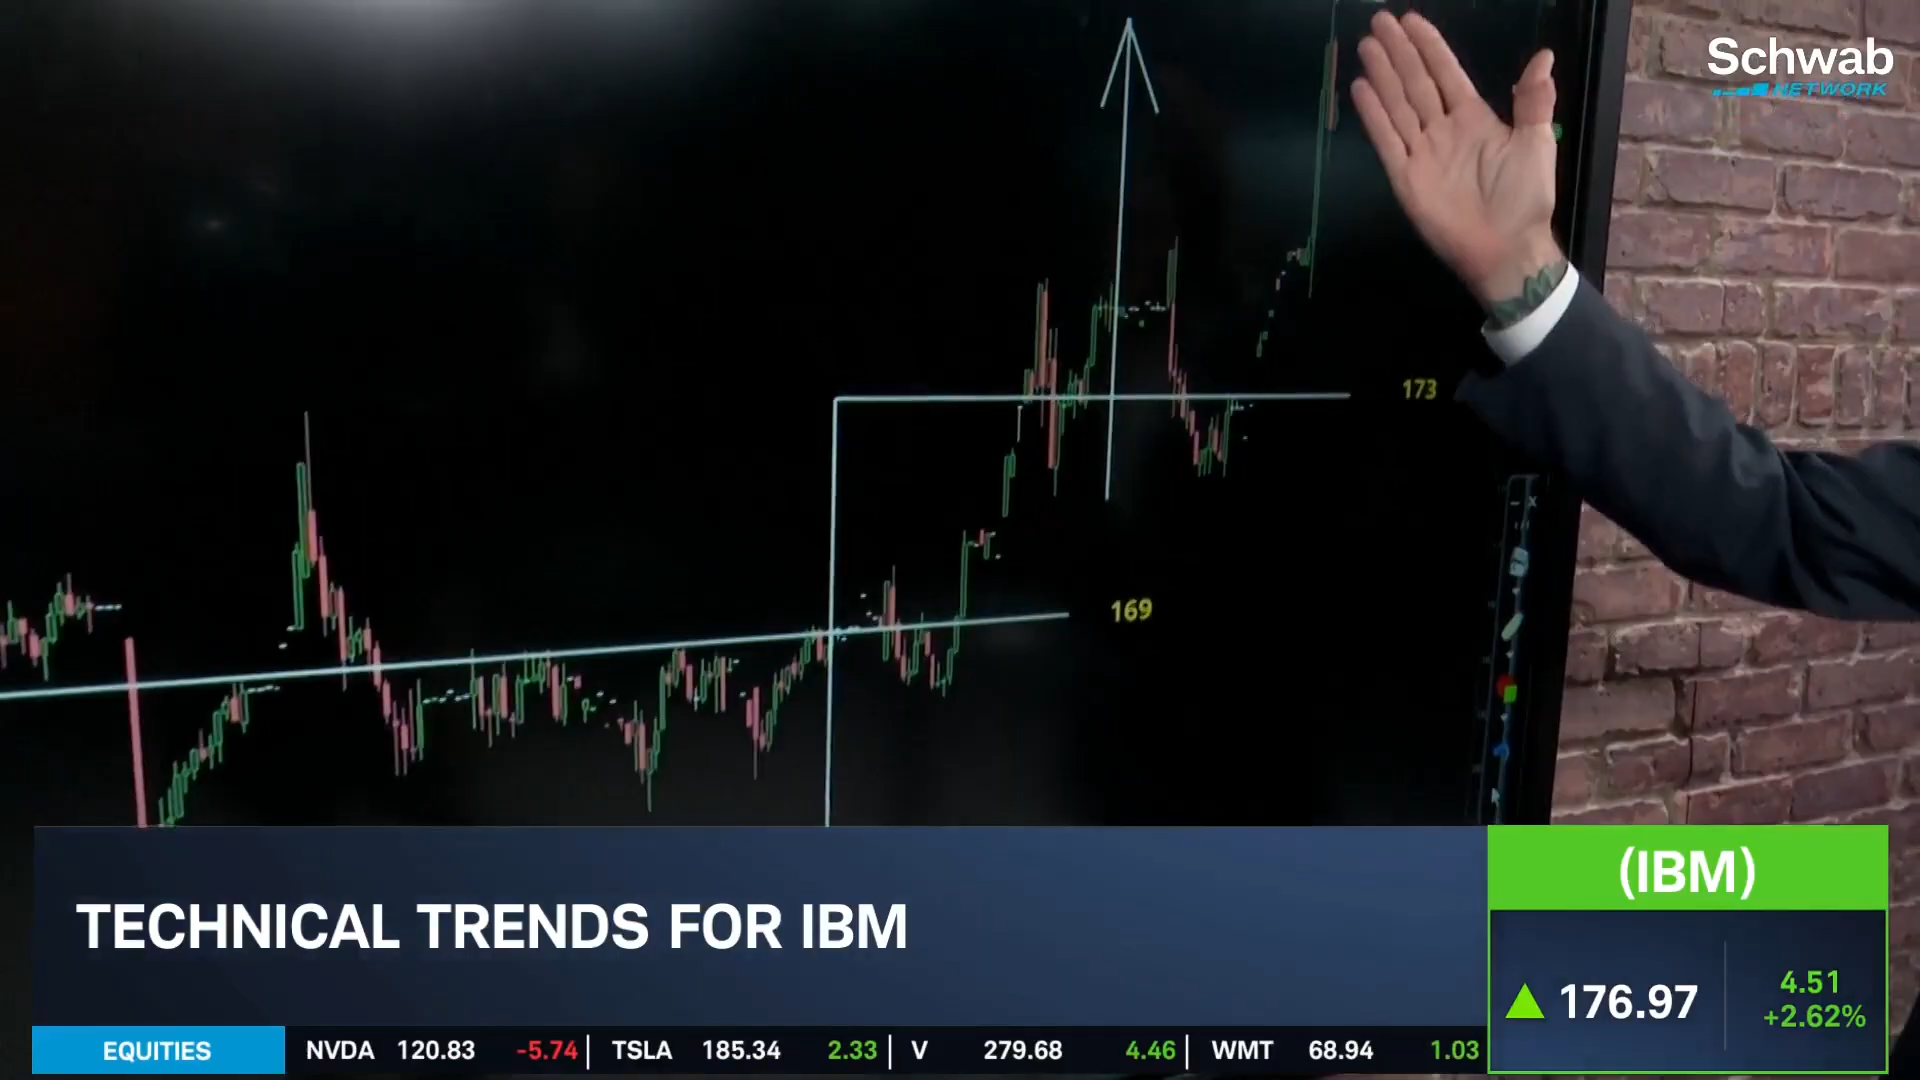 Schwab
NETWORK
173
169
TECHNICAL TRENDS FOR IBM
(IBM)
176.97
4.51
+2.62%
EQUITIES NVDA 120.83 -5.74 TSLA 185.34 2.33 V 279.68 4.46 WMT 68.94 1.03